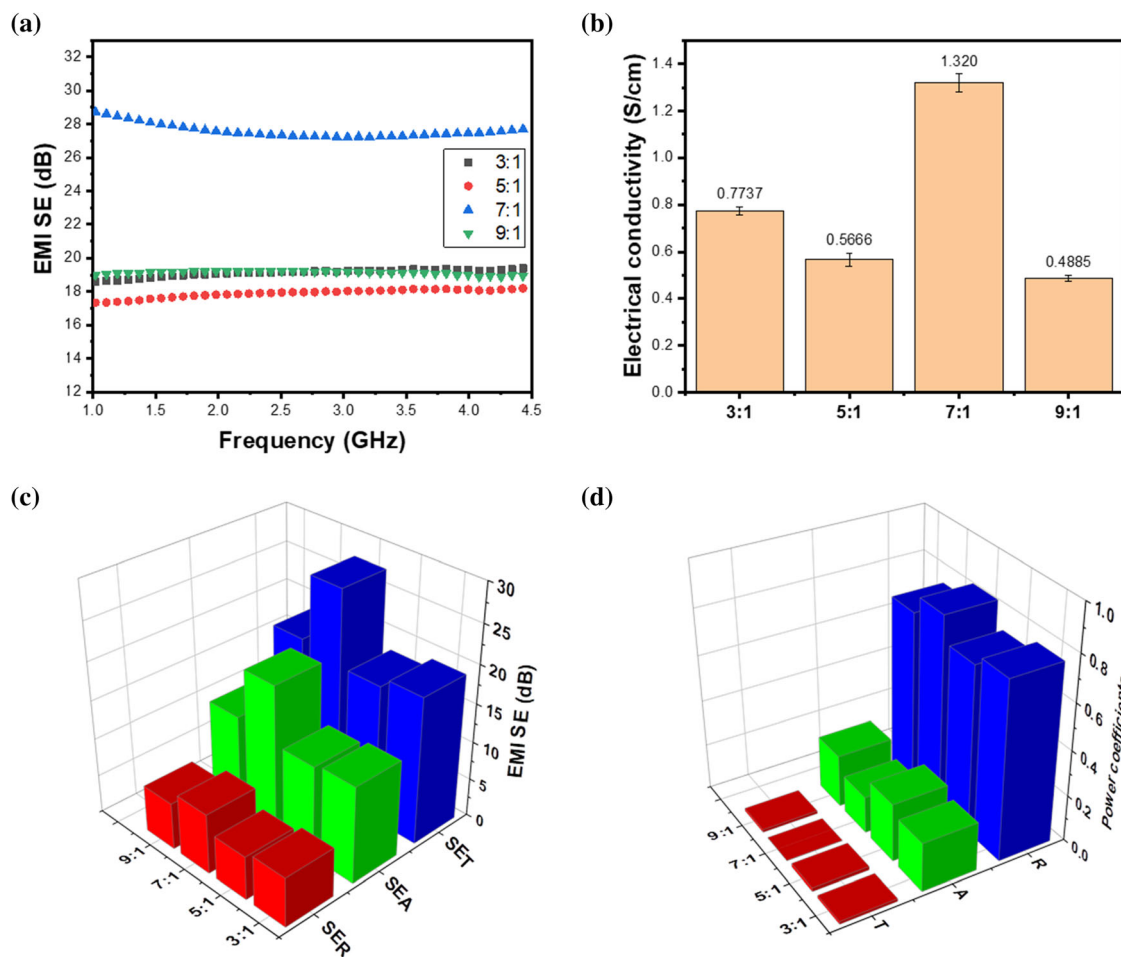 (a)
EMI SE (dB)
32
30
28
26
24
22
20
18
16
14
12
3:1
5:1
7:1
9:1
1.0 1.5 2.0 2.5 3.0 3.5 4.0 4.5
Frequency (GHz)
(b)
Electrical conductivity (S/cm)
1.4
1.2
1.0
0.8
0.6
0.4
0.2
0.0
0.7737
0.5666
1.320
0.4885
3:1 5:1 7:1 9:1
(c)
30
25
20
15
10
5
0
EMI SE (dB)
9:1
7:1
5:1
3:1
SER
SEA
SET
(d)
1.0
0.8
0.6
0.4
0.2
0.0
Power coefficients
9:1
7:1
5:1
3:1
T
A
R